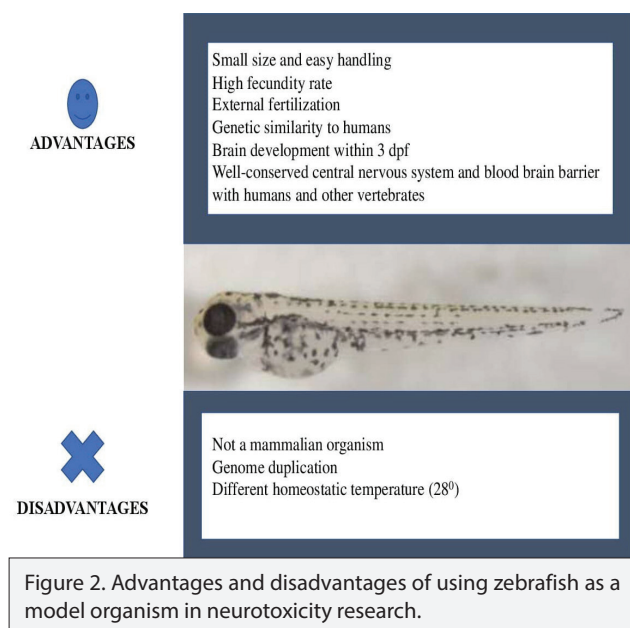 ADVANTAGES
Small size and easy handling
High fecundity rate
External fertilization
Genetic similarity to humans
Brain development within 3 dpf
Well-conserved central nervous system and blood brain barrier
with humans and other vertebrates
DISADVANTAGES
Not a mammalian organism
Genome duplication
Different homeostatic temperature (28⁰)
Figure 2. Advantages and disadvantages of using zebrafish as a
model organism in neurotoxicity research.